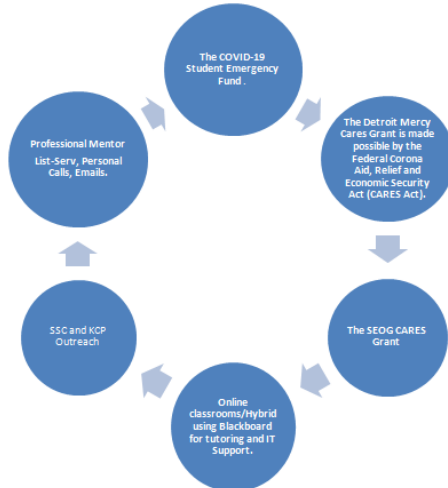 The COVID-19
Student Emergency
Fund .
The Detroit Mercy
Cares Grant is made
possible by the
Federal Corona
Aid, Relief and
Economic Security
Act (CARES Act).
The SEOG CARES
Grant
Online
classrooms/Hybrid
using Blackboard
for tutoring and IT
Support.
SSC and KCP
Outreach
Professional Mentor
List-Serv, Personal
Calls, Emails.